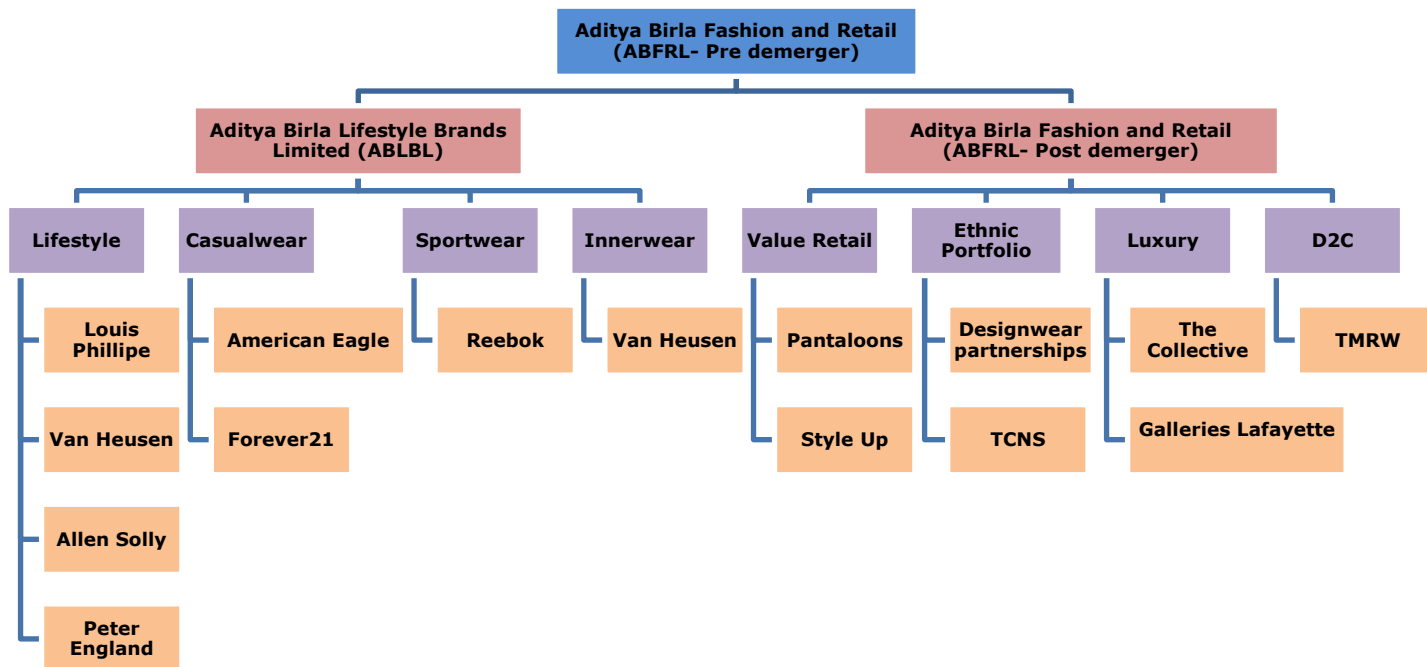 Aditya Birla Fashion and Retail
(ABFRL- Pre demerger)
Aditya Birla Lifestyle Brands
Limited (ABLBL)
Aditya Birla Fashion and Retail
(ABFRL- Post demerger)
Lifestyle
Casualwear
Sportwear
Innerwear
Value Retail
Ethnic
Portfolio
Luxury
D2C
Louis
Phillipe
American Eagle
Reebok
Van Heusen
Pantaloons
Designwear
partnerships
The
Collective
TMRW
Van Heusen
Forever21
Style Up
TCNS
Galleries Lafayette
Allen Solly
Peter
England